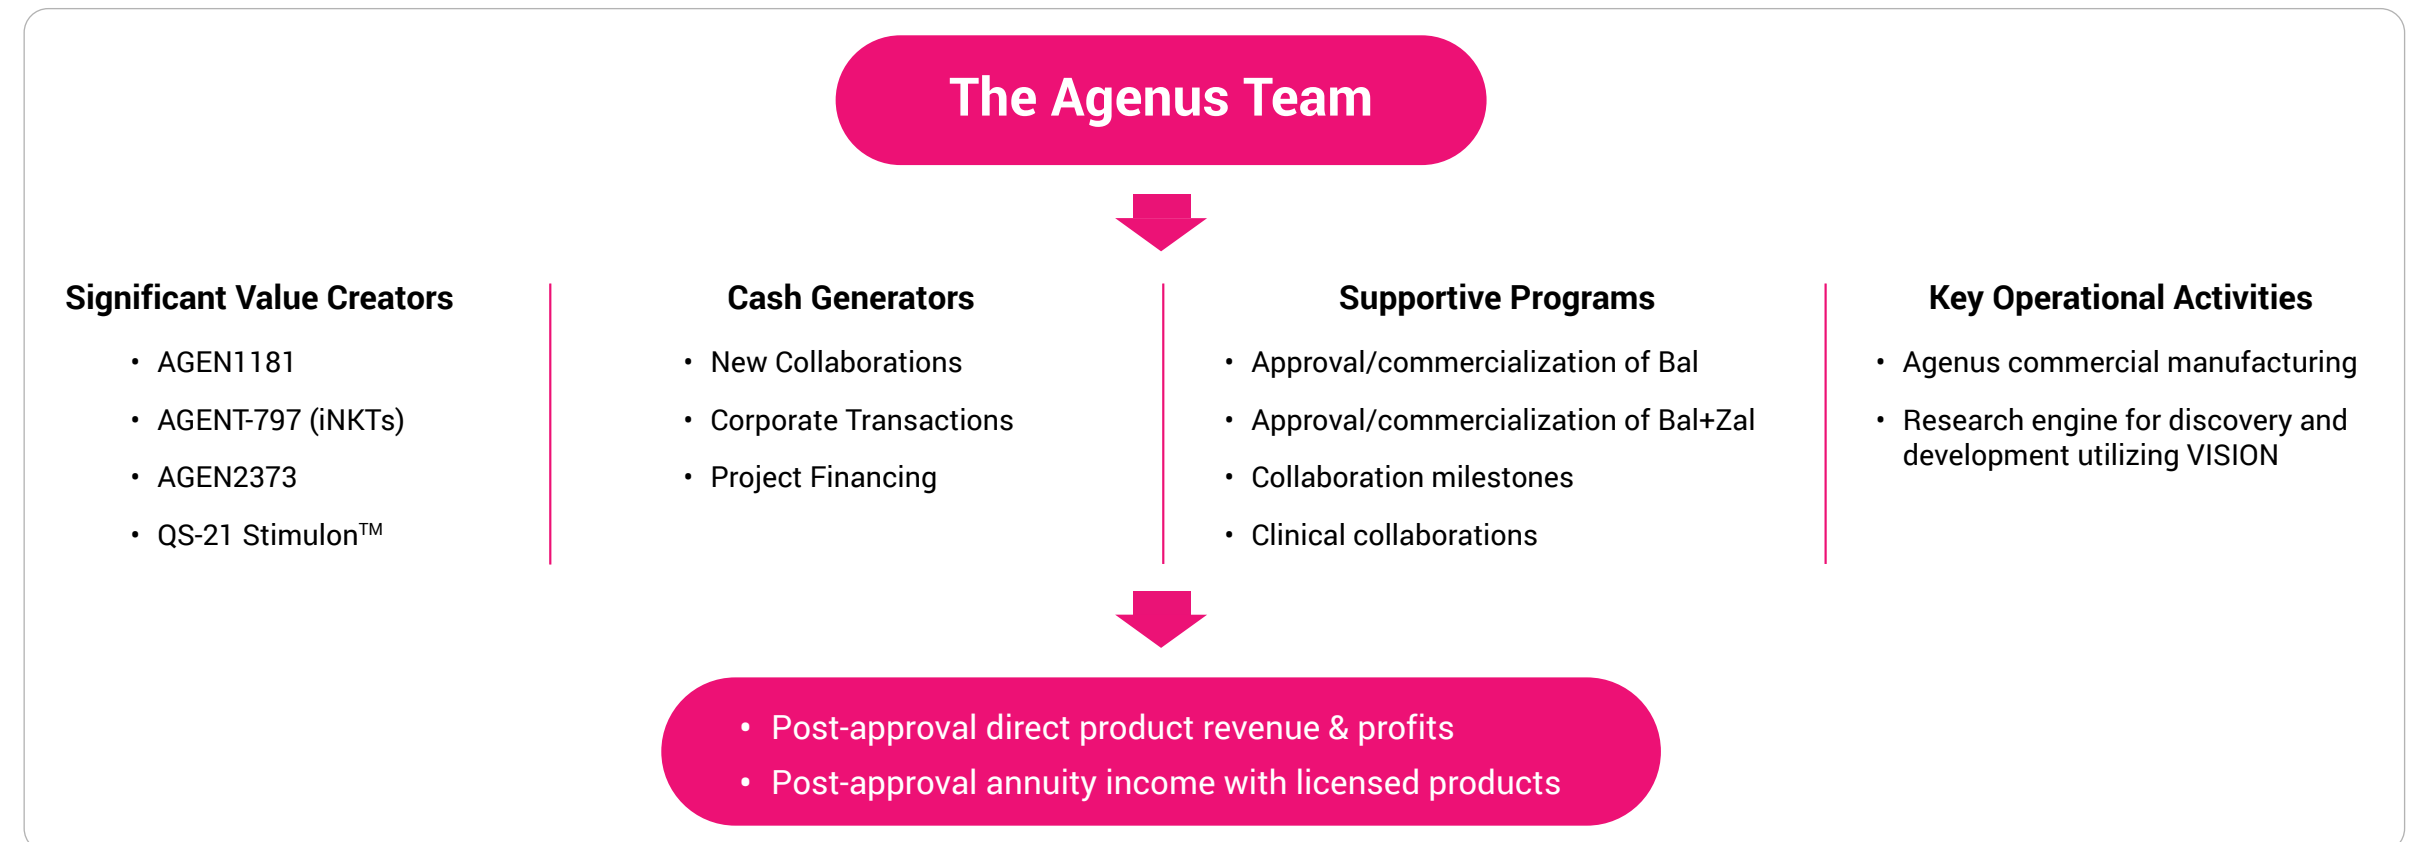 The Agenus Team
Significant Value Creators
• AGEN1181
• AGENT-797 (iNKTs)
• AGEN2373
• QS-21 Stimulon™
Cash Generators
• New Collaborations
• Corporate Transactions
• Project Financing
Supportive Programs
• Approval/commercialization of Bal
• Approval/commercialization of Bal+Zal
• Collaboration milestones
• Clinical collaborations
Key Operational Activities
• Agenus commercial manufacturing
• Research engine for discovery and
development utilizing VISION
• Post-approval direct product revenue & profits
• Post-approval annuity income with licensed products